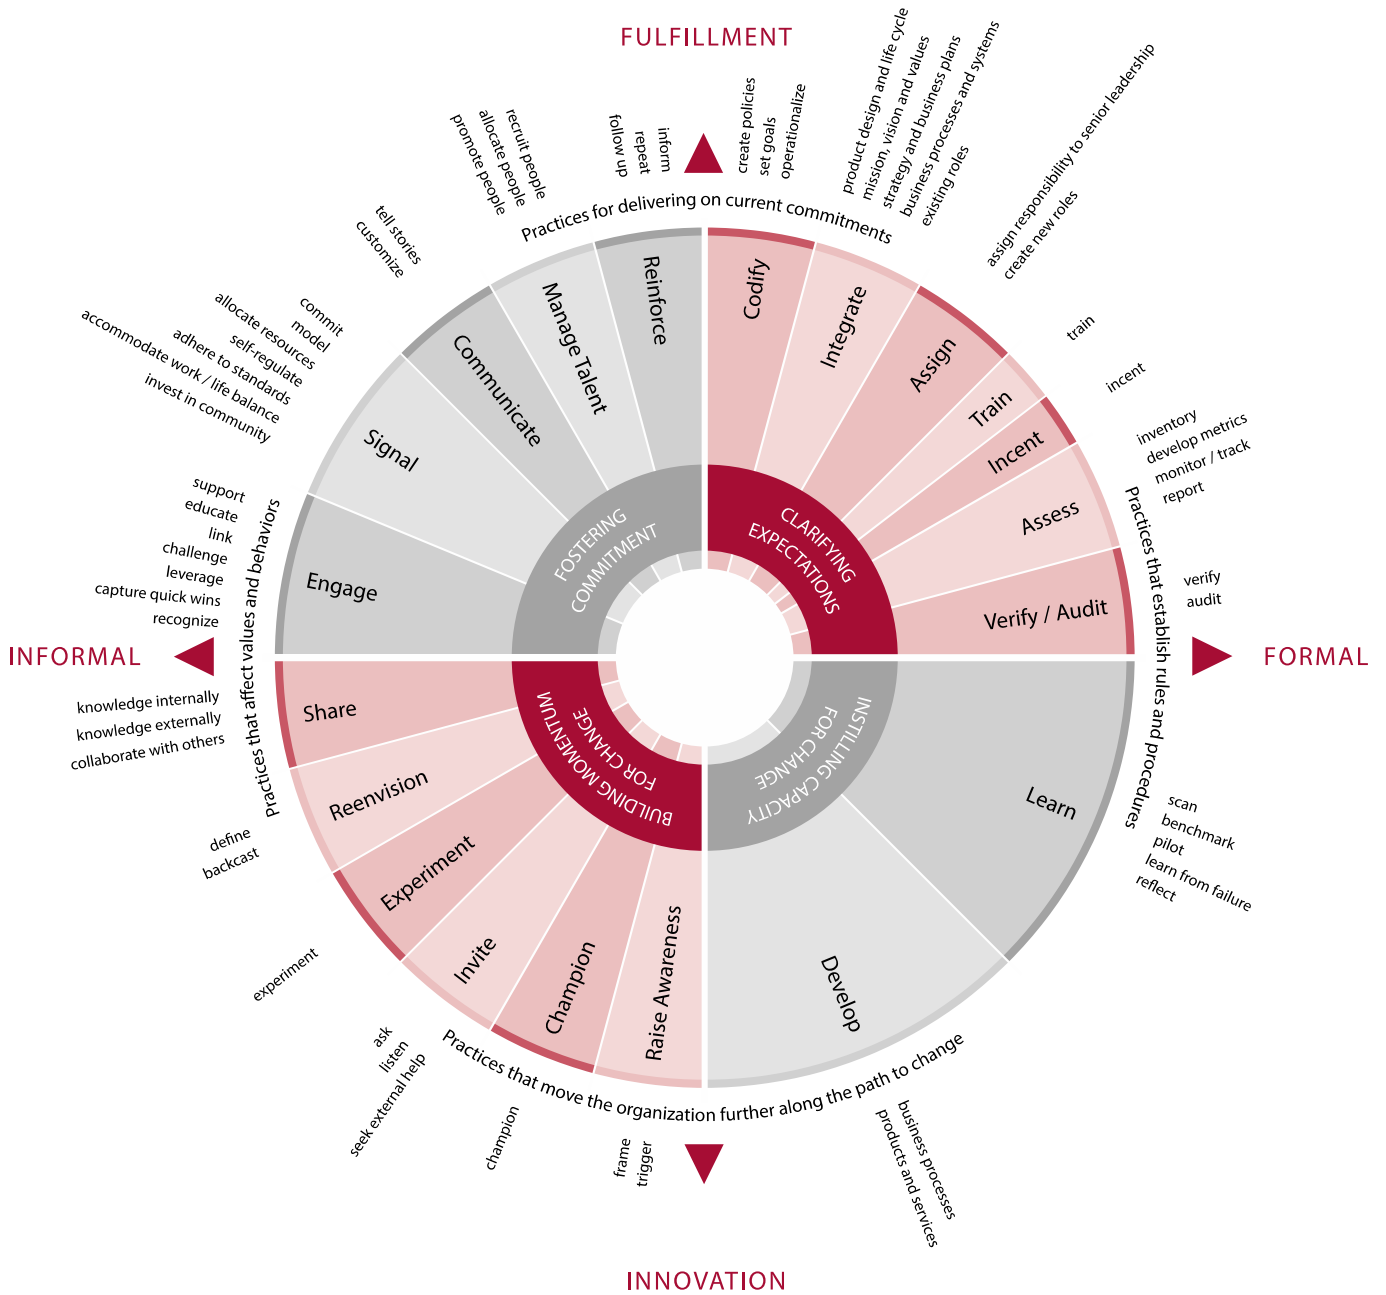 FULFILLMENT
Practices for delivering on current commitments
create policies
set goals
operationalize
product design and life cycle
mission, vision and values
strategy and business plans
business processes and systems
existing roles
assign responsibility to senior leadership
create new roles
train
incent
inventory
develop metrics
monitor / track
report
verify
audit
Codify
Integrate
Assign
Train
Incent
Assess
Verify / Audit
CLARIFYING
EXPECTATIONS
FORMAL
Practices that establish rules and procedures
scan
benchmark
pilot
learn from failure
reflect
business processes
products and services
Learn
Develop
INSTILLING CAPACITY
FOR CHANGE
INNOVATION
Practices that move the organization further along the path to change
trigger
frame
champion
seek external help
listen
ask
experiment
define
backcast
knowledge internally
knowledge externally
collaborate with others
Raise Awareness
Champion
Invite
Experiment
Reenvision
Share
BUILDING MOMENTUM
FOR CHANGE
INFORMAL
Practices that affect values and behaviors
support
educate
link
challenge
leverage
capture quick wins
recognize
commit
model
allocate resources
self-regulate
adhere to standards
accommodate work / life balance
invest in community
tell stories
customize
recruit people
allocate people
promote people
inform
repeat
follow up
Engage
Signal
Communicate
Manage Talent
Reinforce
FOSTERING
COMMITMENT